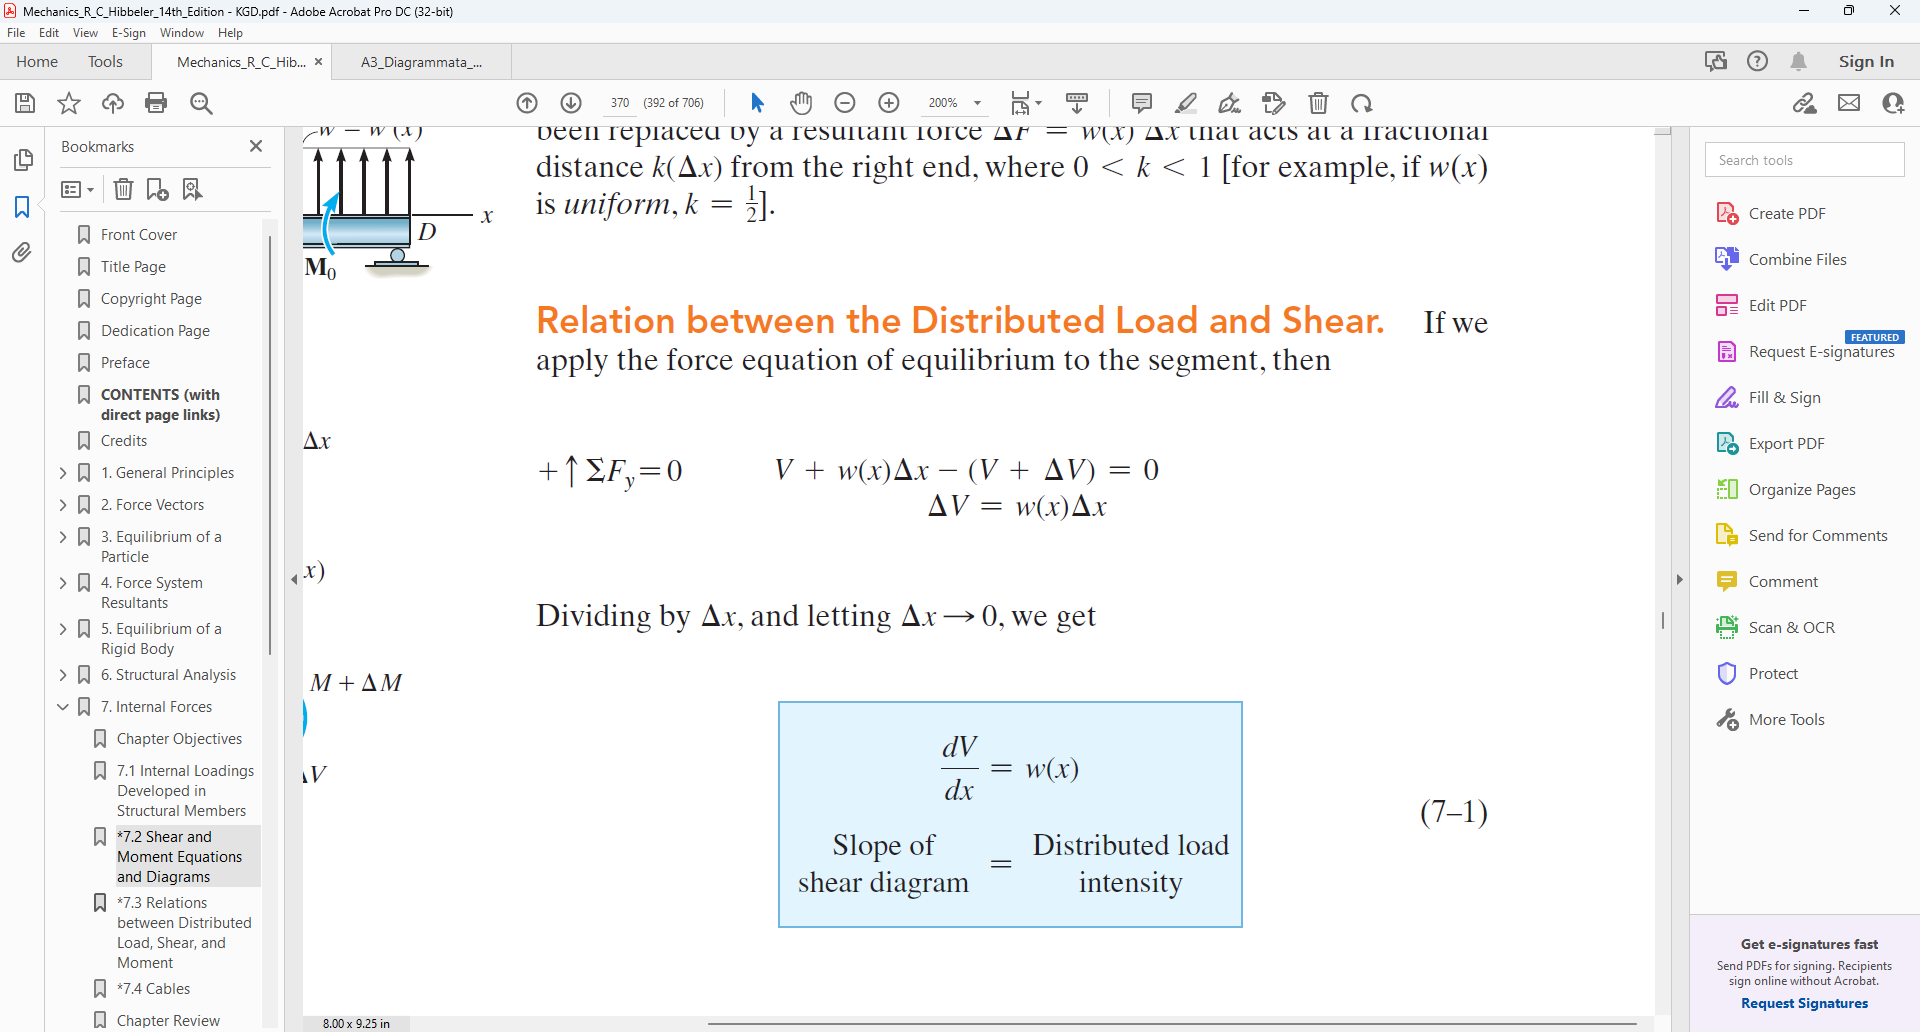 Mechanics_R_C_Hibbeler_14th_Edition - KGD.pdf - Adobe Acrobat Pro DC (32-bit)
File Edit View E-Sign Window Help
Home Tools Mechanics_R_C_Hib... × A3_Diagrammata_...
Sign In
370 (392 of 706) 200%
Bookmarks
Front Cover
Title Page
Copyright Page
Dedication Page
Preface
CONTENTS (with
direct page links)
Credits
1. General Principles
2. Force Vectors
3. Equilibrium of a
Particle
4. Force System
Resultants
5. Equilibrium of a
Rigid Body
6. Structural Analysis
7. Internal Forces
Chapter Objectives
7.1 Internal Loadings
Developed in
Structural Members
*7.2 Shear and
Moment Equations
and Diagrams
*7.3 Relations
between Distributed
Load, Shear, and
Moment
*7.4 Cables
Chapter Review
w = w (x)
x
D
M₀
Δx
x)
M + ΔM
ΔV
been replaced by a resultant force ΔF = w(x) Δx that acts at a fractional
distance k(Δx) from the right end, where 0 < k < 1 [for example, if w(x)
is uniform, k = ½].
Relation between the Distributed Load and Shear. If we
apply the force equation of equilibrium to the segment, then
+↑ΣFy=0 V + w(x)Δx − (V + ΔV) = 0
ΔV = w(x)Δx
Dividing by Δx, and letting Δx → 0, we get
dV/dx = w(x)
(7–1)
Slope of = Distributed load
shear diagram intensity
8.00 x 9.25 in
Search tools
Create PDF
Combine Files
Edit PDF
FEATURED
Request E-signatures
Fill & Sign
Export PDF
Organize Pages
Send for Comments
Comment
Scan & OCR
Protect
More Tools
Get e-signatures fast
Send PDFs for signing. Recipients
sign online without Acrobat.
Request Signatures